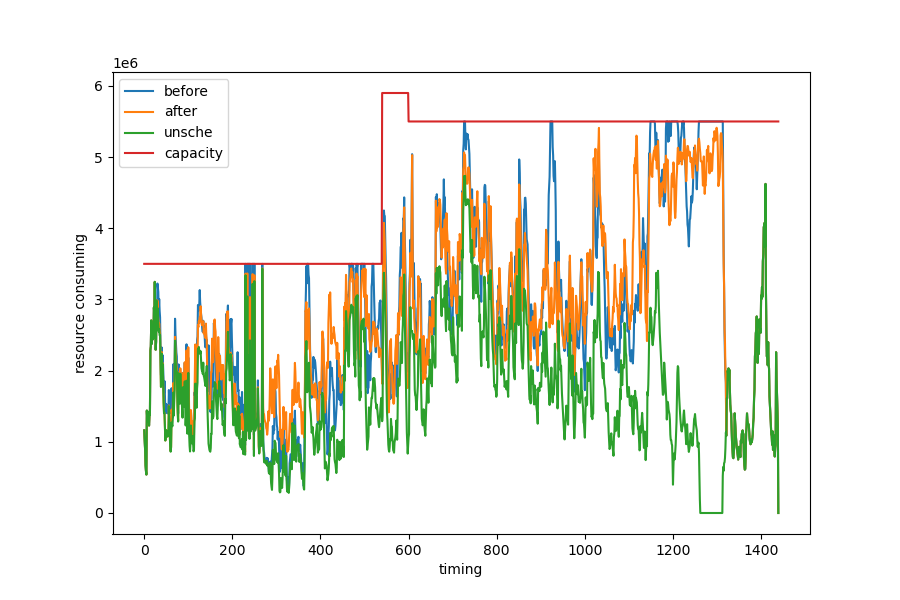 1e6
before
after
unsche
capacity
6
5
4
3
2
1
0
resource consuming
0 200 400 600 800 1000 1200 1400
timing